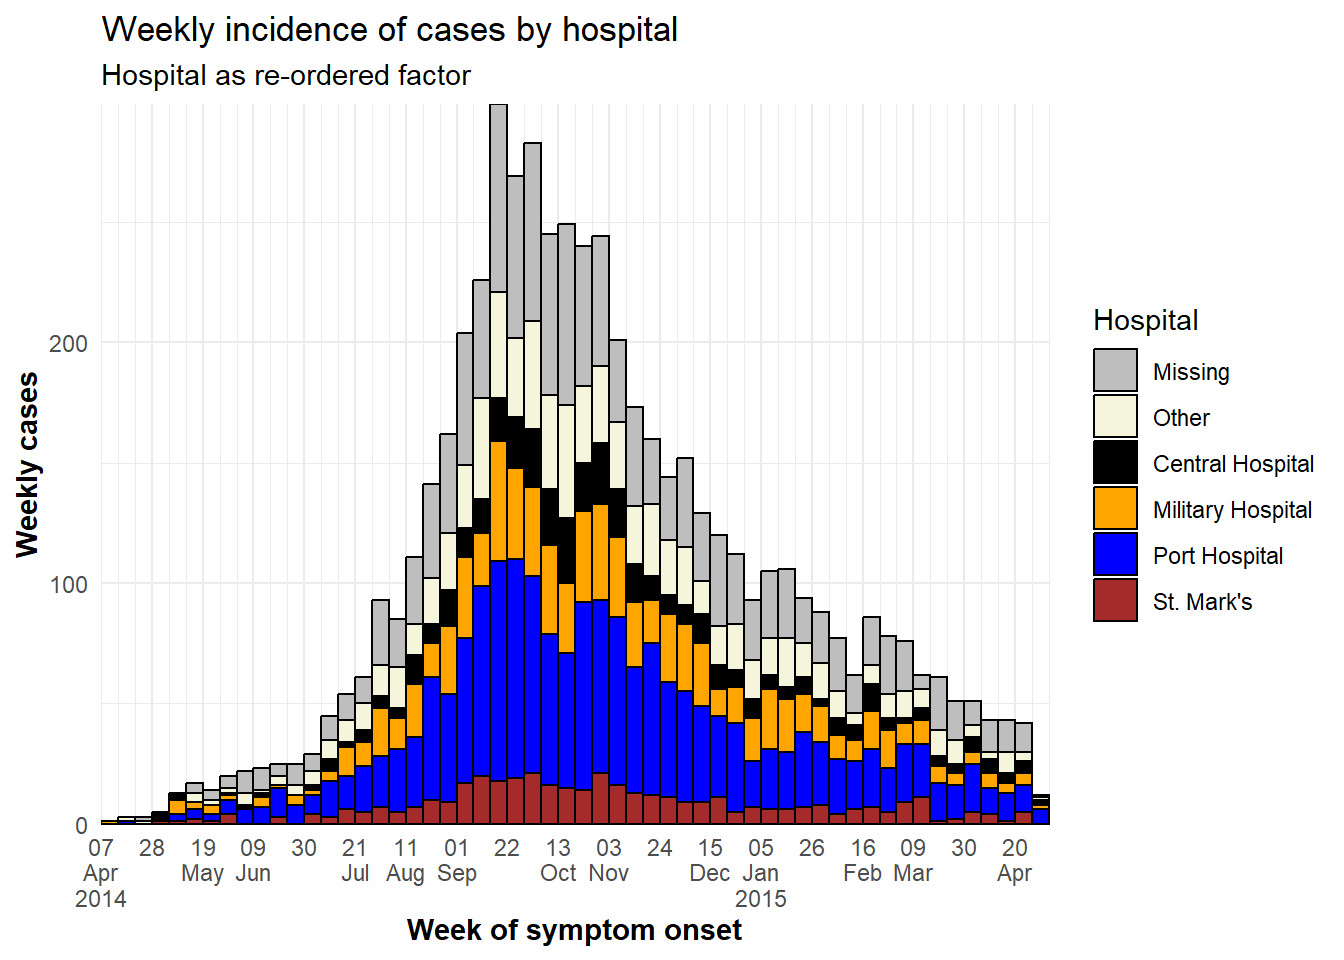 Weekly incidence of cases by hospital
Hospital as re-ordered factor
Weekly cases
200
100
0
07 28 19 09 30 21 11 01 22 13 03 24 15 05 26 16 09 30 20
Apr May Jun Jul Aug Sep Oct Nov Dec Jan Feb Mar Apr
2014 2015
Week of symptom onset
Hospital
Missing
Other
Central Hospital
Military Hospital
Port Hospital
St. Mark's